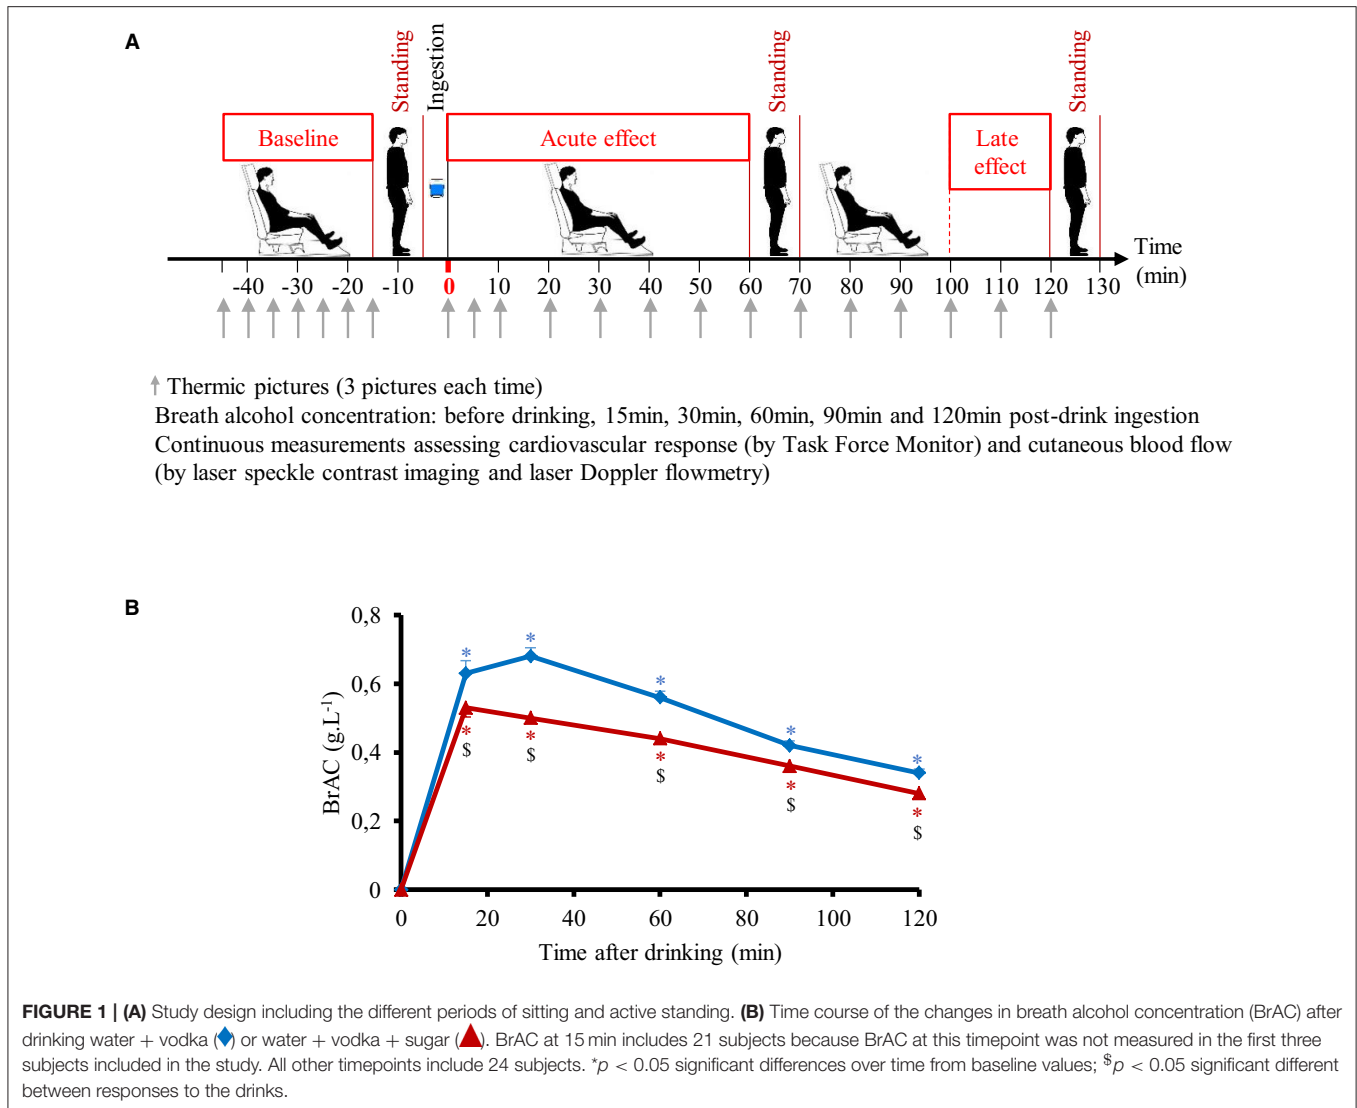 A
Standing
Ingestion
Standing
Standing
Baseline
Acute effect
Late
effect
Time
(min)
-40 -30 -20 -10 0 10 20 30 40 50 60 70 80 90 100 110 120 130
Thermic pictures (3 pictures each time)
Breath alcohol concentration: before drinking, 15min, 30min, 60min, 90min and 120min post-drink ingestion
Continuous measurements assessing cardiovascular response (by Task Force Monitor) and cutaneous blood flow
(by laser speckle contrast imaging and laser Doppler flowmetry)
B
BrAC (g.L⁻¹)
0,8
0,6
0,4
0,2
0
* * * * *
* * * * *
$ $ $ $ $
0 20 40 60 80 100 120
Time after drinking (min)
FIGURE 1 | (A) Study design including the different periods of sitting and active standing. (B) Time course of the changes in breath alcohol concentration (BrAC) after
drinking water + vodka (◆) or water + vodka + sugar (▲). BrAC at 15 min includes 21 subjects because BrAC at this timepoint was not measured in the first three
subjects included in the study. All other timepoints include 24 subjects. *p < 0.05 significant differences over time from baseline values; $p < 0.05 significant different
between responses to the drinks.